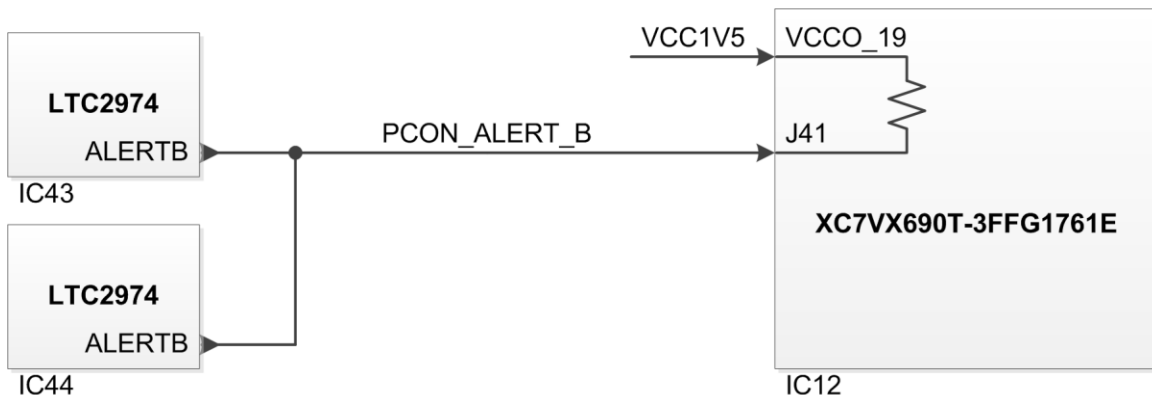 LTC2974
ALERTB
IC43
LTC2974
ALERTB
IC44
PCON_ALERT_B
VCC1V5
VCCO_19
J41
XC7VX690T-3FFG1761E
IC12